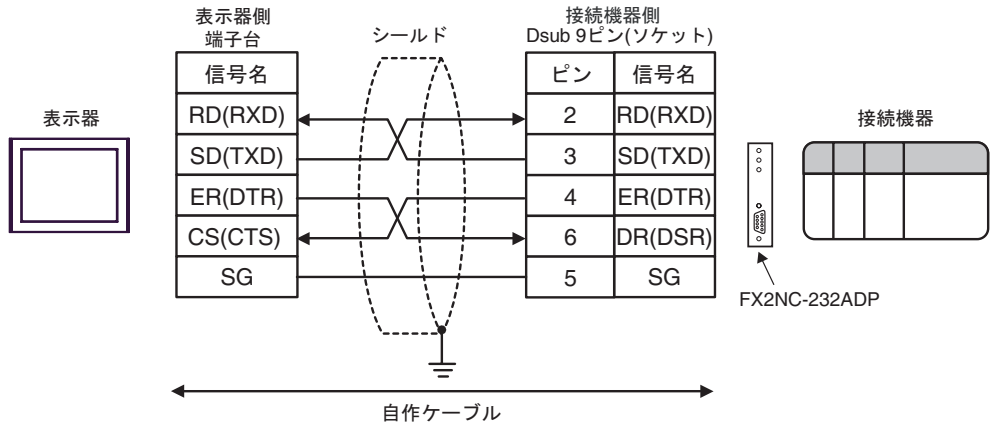 表示器側
端子台
シールド
接続機器側
Dsub 9ピン(ソケット)
信号名
ピン 信号名
RD(RXD) 2 RD(RXD)
SD(TXD) 3 SD(TXD)
ER(DTR) 4 ER(DTR)
CS(CTS) 6 DR(DSR)
SG 5 SG
表示器
接続機器
FX2NC-232ADP
自作ケーブル